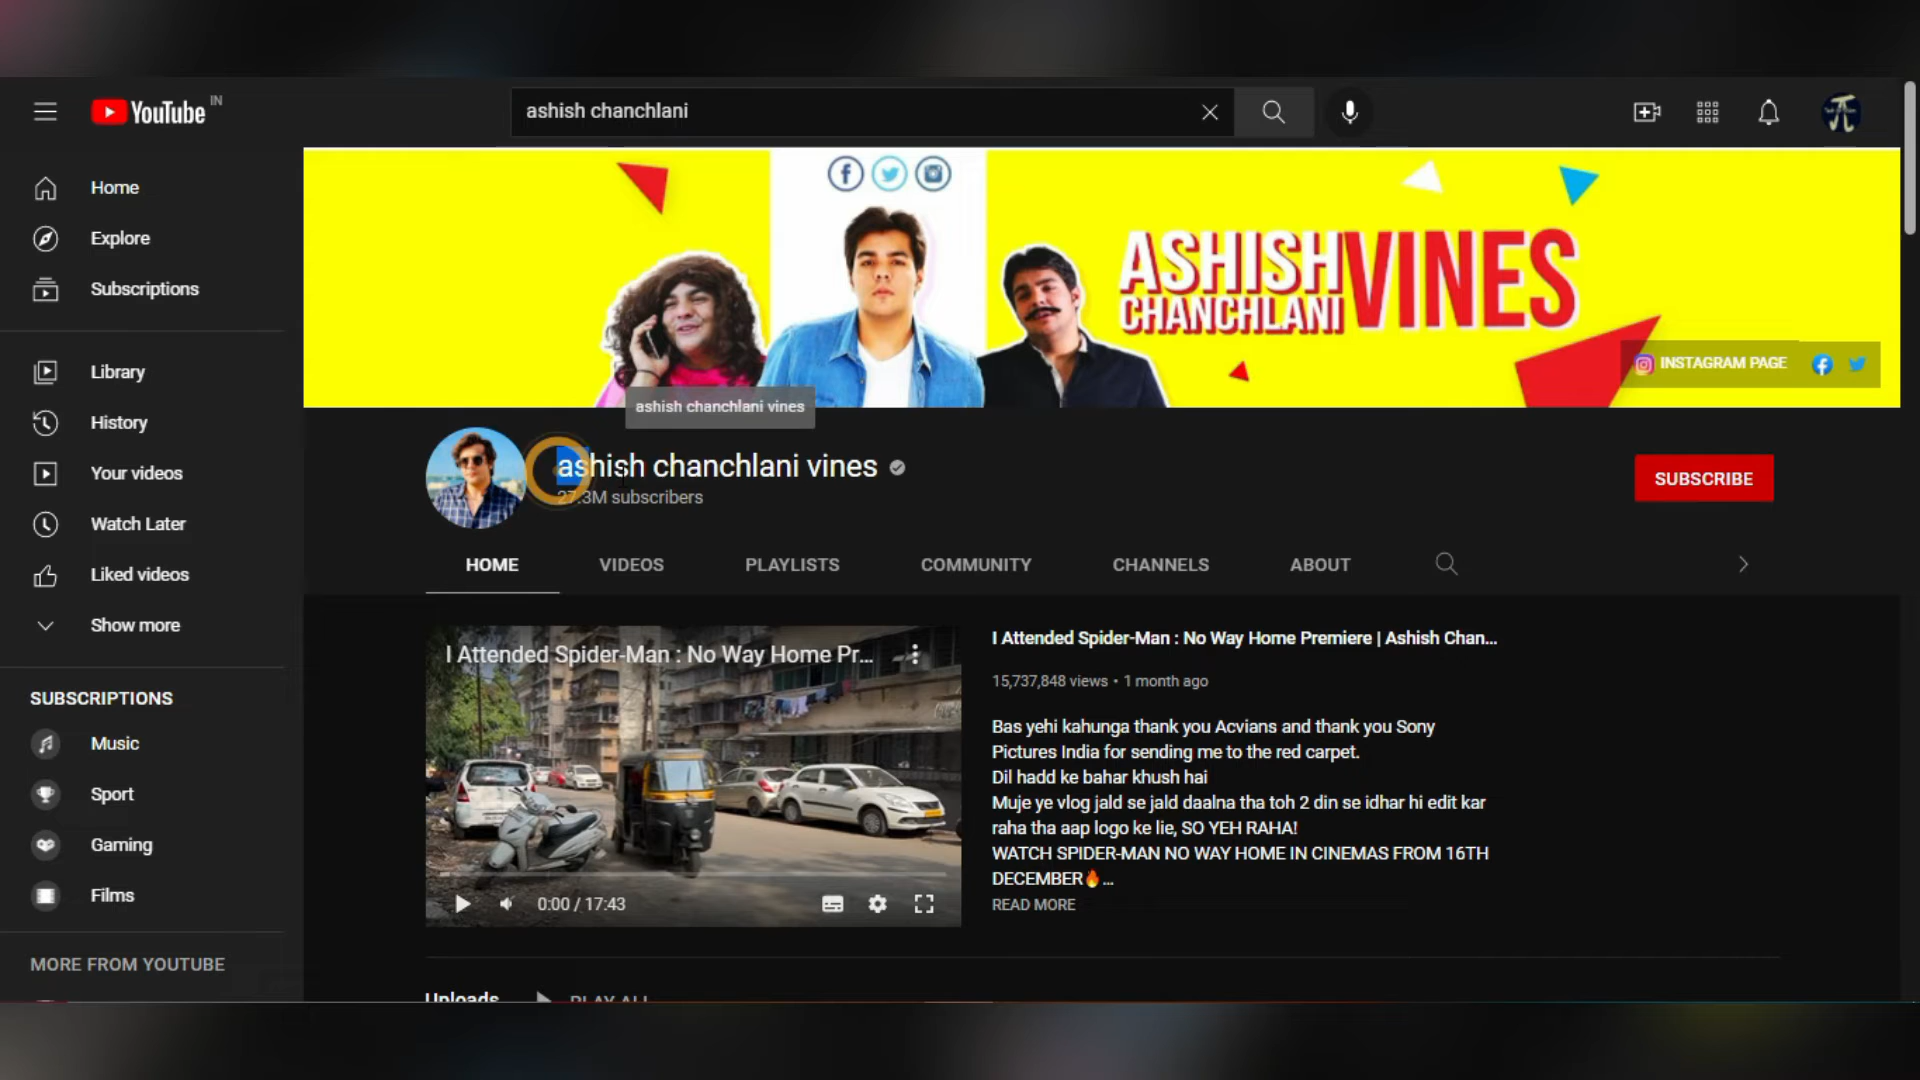 YouTube IN
ashish chanchlani
Home
Explore
Subscriptions
Library
History
Your videos
Watch Later
Liked videos
Show more
SUBSCRIPTIONS
Music
Sport
Gaming
Films
MORE FROM YOUTUBE
ASHISH
CHANCHLANI
VINES
INSTAGRAM PAGE
ashish chanchlani vines
ashish chanchlani vines
27.3M subscribers
SUBSCRIBE
HOME VIDEOS PLAYLISTS COMMUNITY CHANNELS ABOUT
I Attended Spider-Man : No Way Home Pr...
0:00 / 17:43
I Attended Spider-Man : No Way Home Premiere | Ashish Chan...
15,737,848 views • 1 month ago
Bas yehi kahunga thank you Acvians and thank you Sony
Pictures India for sending me to the red carpet.
Dil hadd ke bahar khush hai
Muje ye vlog jald se jald daalna tha toh 2 din se idhar hi edit kar
raha tha aap logo ke lie, SO YEH RAHA!
WATCH SPIDER-MAN NO WAY HOME IN CINEMAS FROM 16TH
DECEMBER🔥...
READ MORE
Uploads PLAY ALL